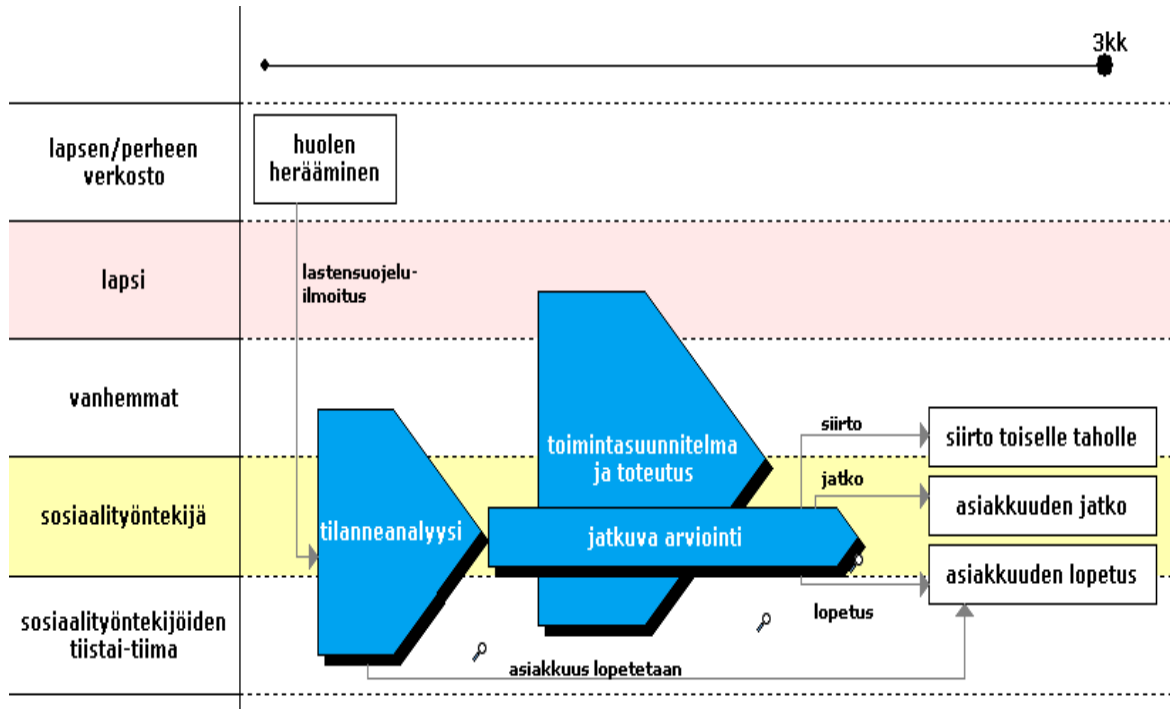 3kk
lapsen/perheen
verkosto
huolen
herääminen
lapsi
lastensuojelu-
ilmoitus
vanhemmat
toimintasuunnitelma
ja toteutus
siirto
siirto toiselle taholle
sosiaalityöntekijä
tilanneanalyysi
jatkuva arviointi
jatko
asiakkuuden jatko
asiakkuuden lopetus
lopetus
sosiaalityöntekijöiden
tiistai-tiima
asiakkuus lopetetaan